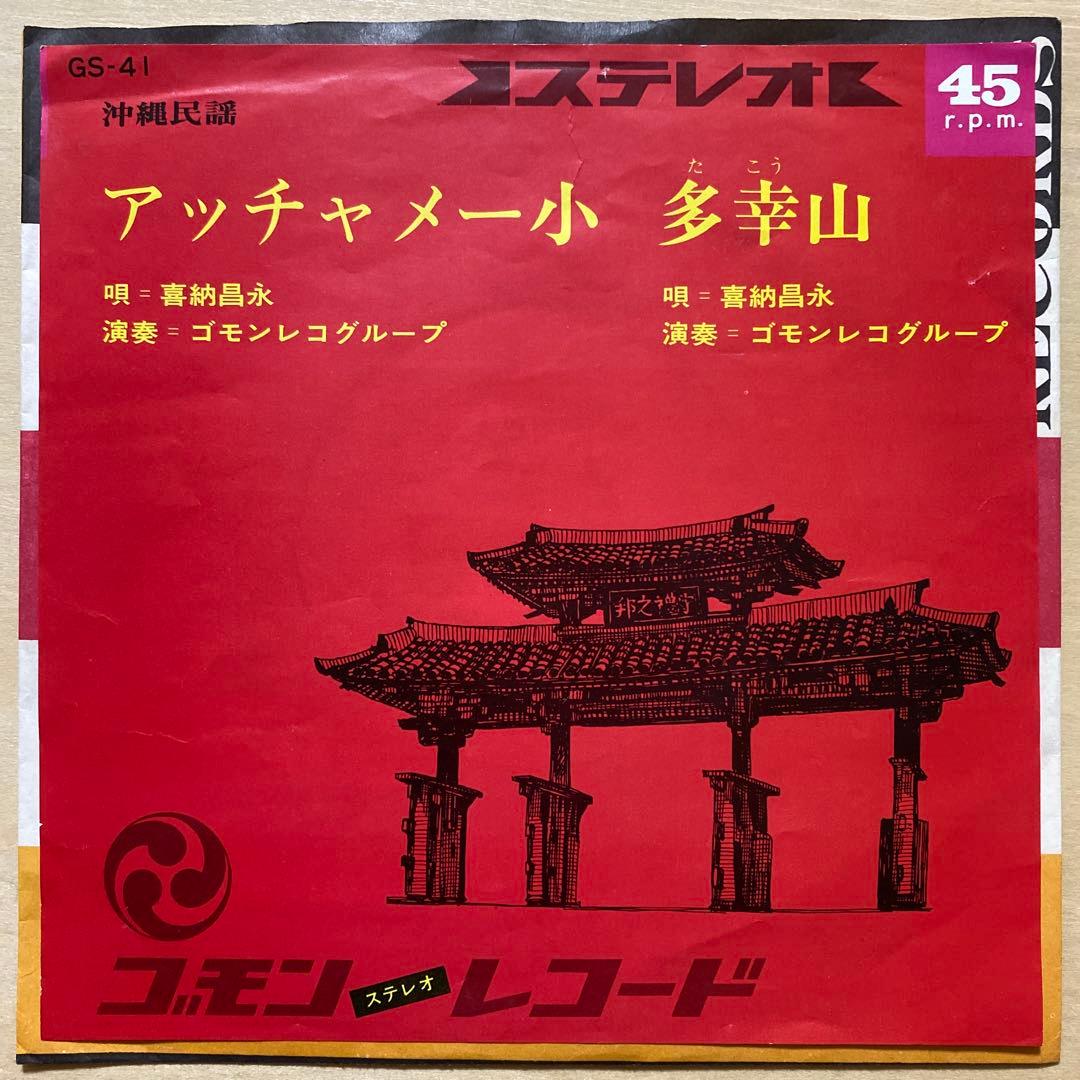 GS-41
ステレオ
45
r.p.m.
沖縄民謡
アッチャメー小
た こう
多幸山
唄=喜納昌永
演奏=ゴモンレコグループ
唄=喜納昌永
演奏=ゴモンレコグループ
守禮之邦
ゴモンレコード
ステレオ